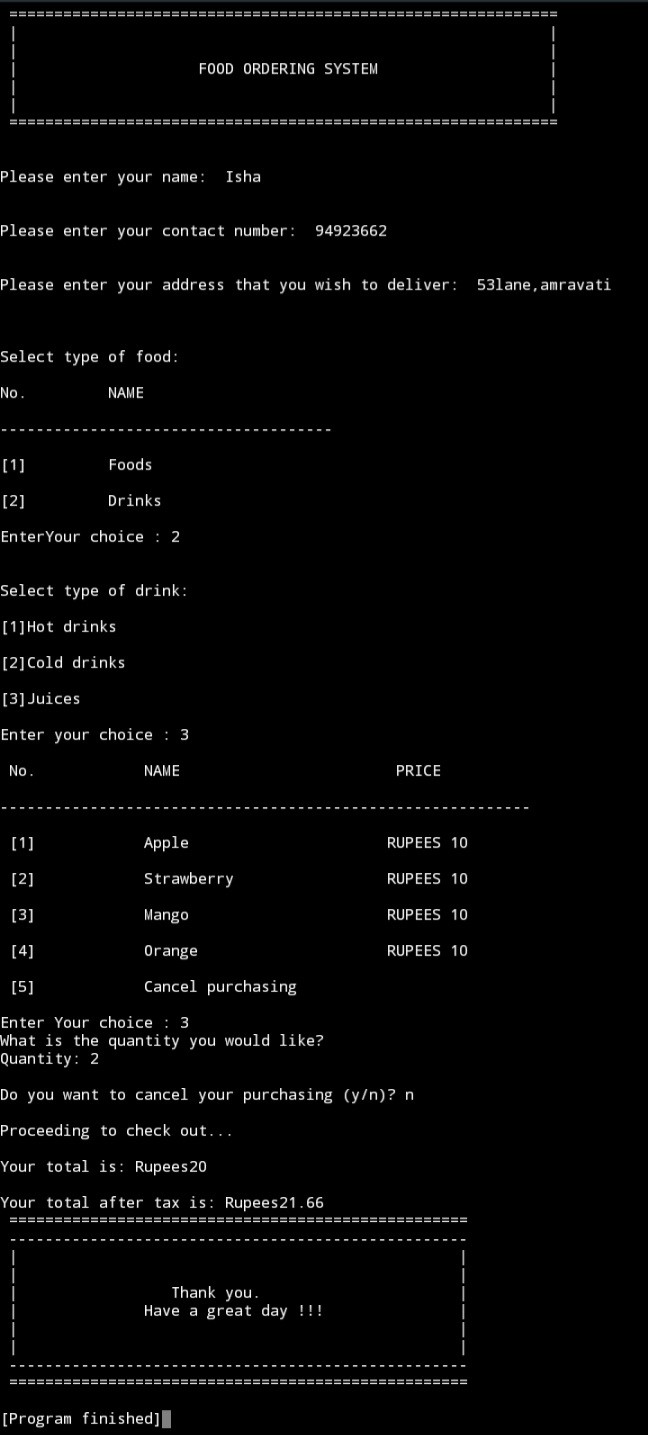 =============================================================
FOOD ORDERING SYSTEM
=============================================================
Please enter your name:  Isha
Please enter your contact number:  94923662
Please enter your address that you wish to deliver:  53lane,amravati
Select type of food:
No.         NAME
-------------------------------------
[1]         Foods
[2]         Drinks
EnterYour choice : 2
Select type of drink:
[1]Hot drinks
[2]Cold drinks
[3]Juices
Enter your choice : 3
No.            NAME                        PRICE
-----------------------------------------------------------
[1]            Apple                      RUPEES 10
[2]            Strawberry                 RUPEES 10
[3]            Mango                      RUPEES 10
[4]            Orange                     RUPEES 10
[5]            Cancel purchasing
Enter Your choice : 3
What is the quantity you would like?
Quantity: 2
Do you want to cancel your purchasing (y/n)? n
Proceeding to check out...
Your total is: Rupees20
Your total after tax is: Rupees21.66
===================================================
---------------------------------------------------
Thank you.
Have a great day !!!
---------------------------------------------------
===================================================
[Program finished]